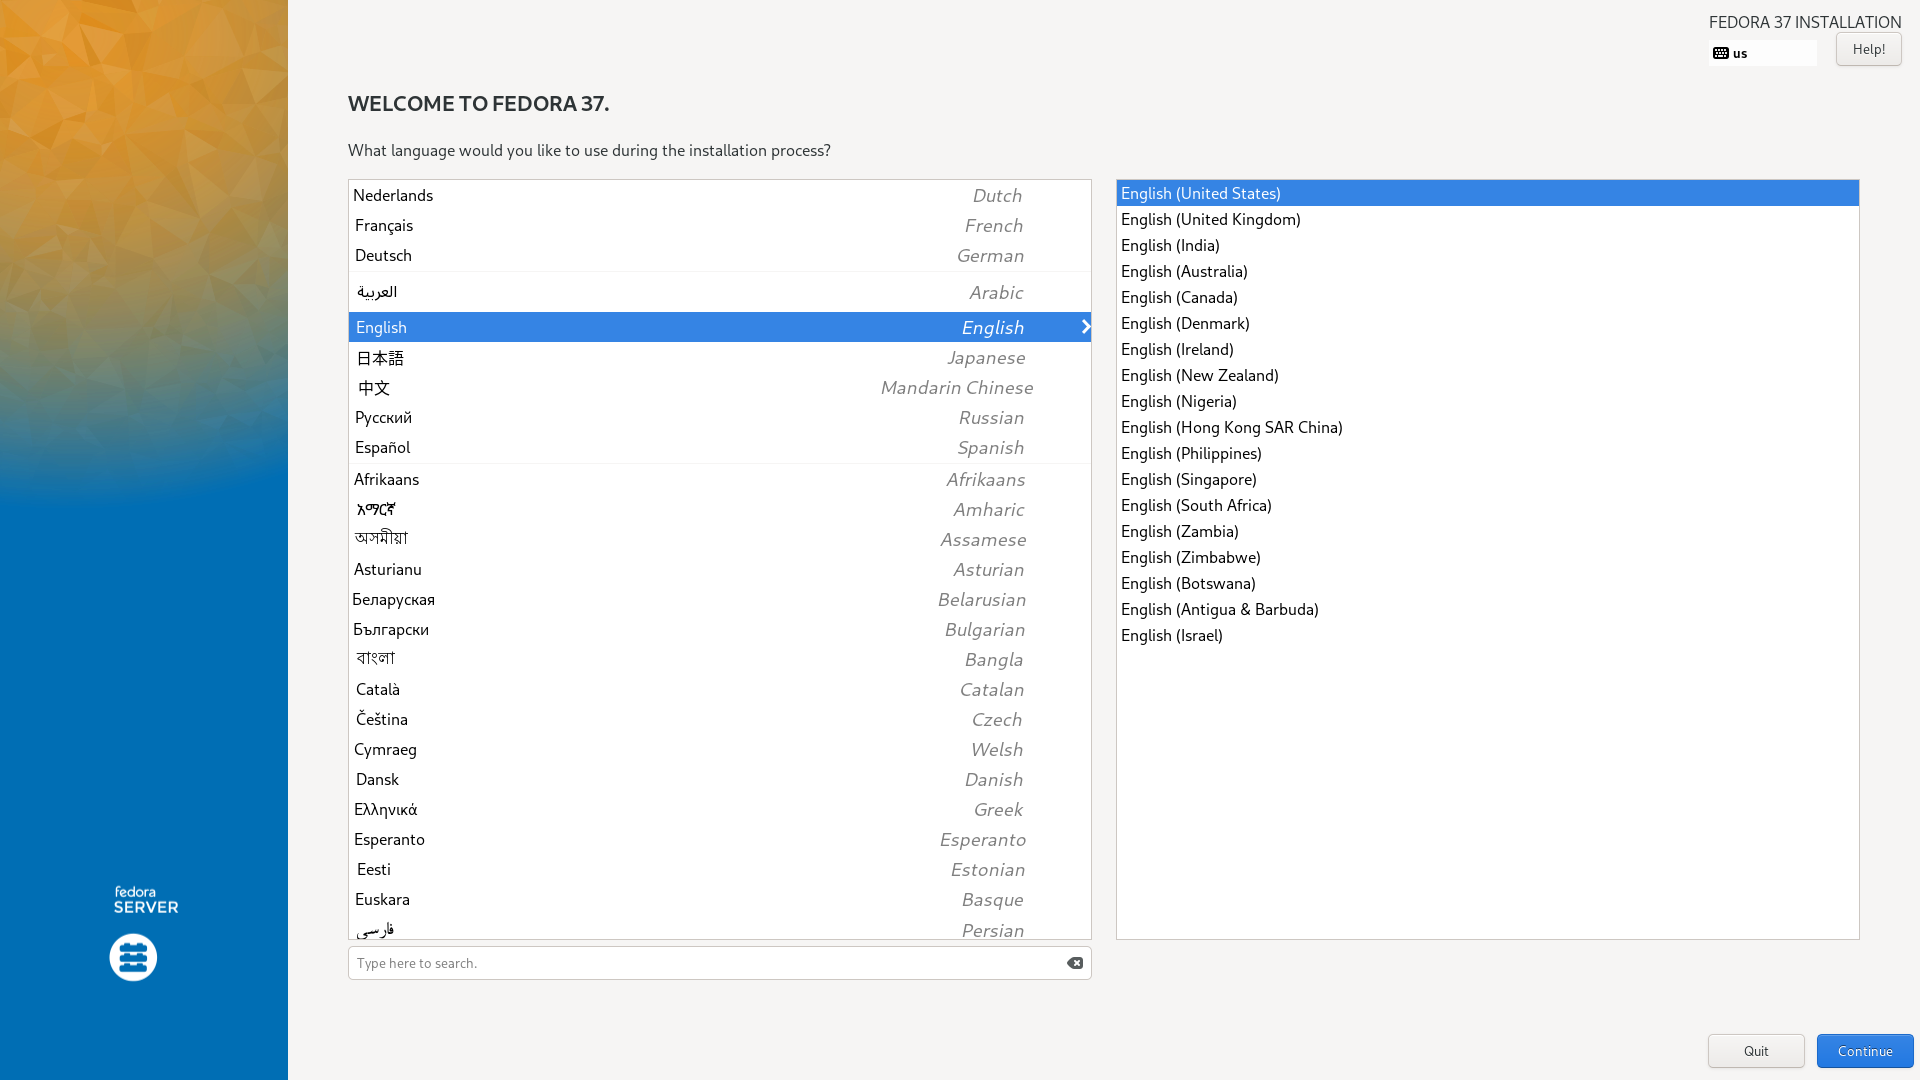 FEDORA 37 INSTALLATION
us
Help!
WELCOME TO FEDORA 37.
What language would you like to use during the installation process?
Nederlands Dutch
Français French
Deutsch German
العربية Arabic
English English
日本語 Japanese
中文 Mandarin Chinese
Русский Russian
Español Spanish
Afrikaans Afrikaans
አማርኛ Amharic
অসমীয়া Assamese
Asturianu Asturian
Беларуская Belarusian
Български Bulgarian
বাংলা Bangla
Català Catalan
Čeština Czech
Cymraeg Welsh
Dansk Danish
Ελληνικά Greek
Esperanto Esperanto
Eesti Estonian
Euskara Basque
فارسی Persian
Type here to search.
English (United States)
English (United Kingdom)
English (India)
English (Australia)
English (Canada)
English (Denmark)
English (Ireland)
English (New Zealand)
English (Nigeria)
English (Hong Kong SAR China)
English (Philippines)
English (Singapore)
English (South Africa)
English (Zambia)
English (Zimbabwe)
English (Botswana)
English (Antigua & Barbuda)
English (Israel)
fedora
SERVER
Quit
Continue